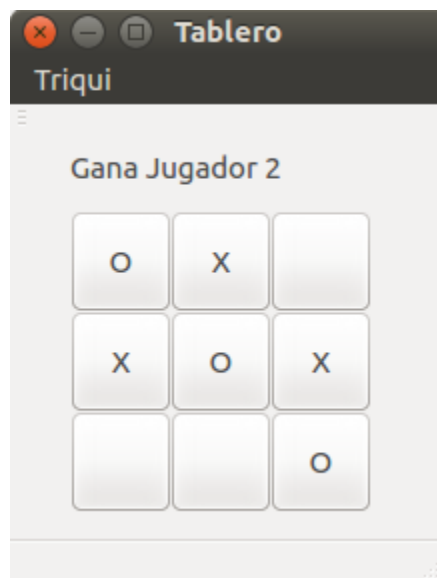 Tablero
Triqui
Gana Jugador 2
O X
X O X
O